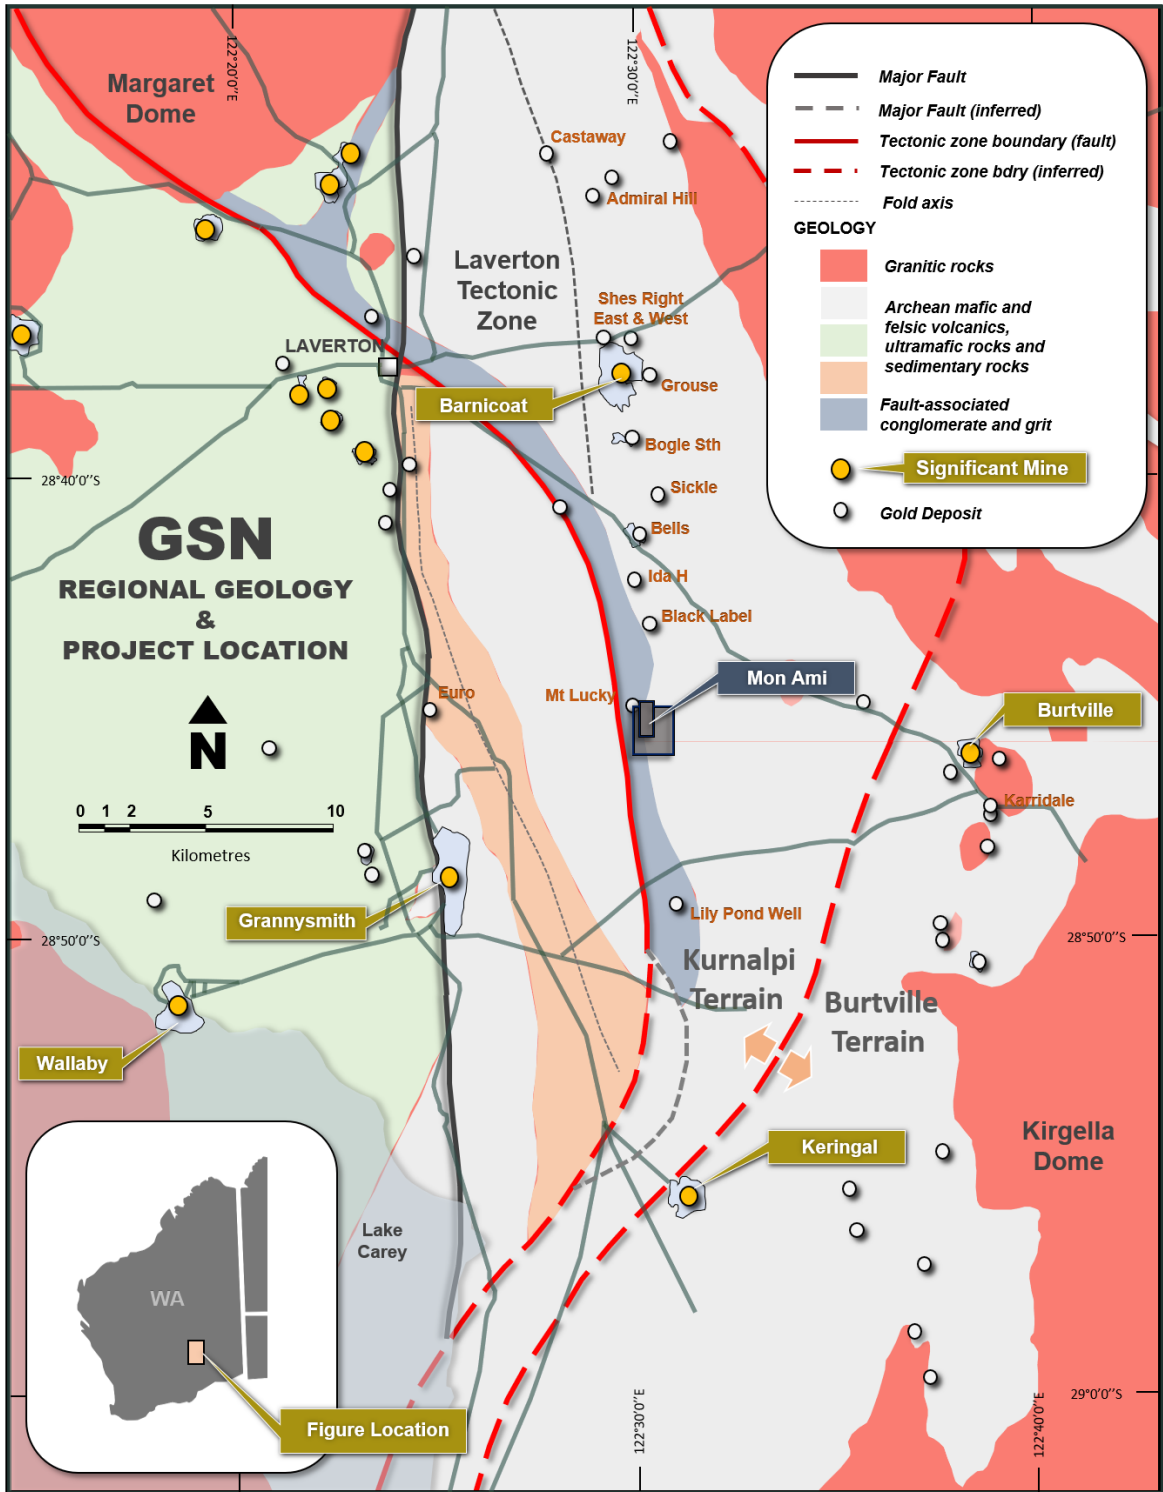 122°20'0''E
122°30'0''E
Margaret
Dome
Castaway
Admiral Hill
Laverton
Tectonic
Zone
Shes Right
East & West
LAVERTON
Grouse
Barnicoat
Bogle Sth
28°40'0''S
Sickle
Bells
Ida H
Black Label
GSN
REGIONAL GEOLOGY
&
PROJECT LOCATION
N
0 1 2 5 10
Kilometres
Euro
Mt Lucky
Mon Ami
Burtville
Karridale
Grannysmith
Lily Pond Well
28°50'0''S
28°50'0''S
Kurnalpi
Terrain
Burtville
Terrain
Wallaby
Keringal
Kirgella
Dome
Lake
Carey
WA
Figure Location
29°0'0''S
122°30'0''E
122°40'0''E
Major Fault
Major Fault (inferred)
Tectonic zone boundary (fault)
Tectonic zone bdry (inferred)
Fold axis
GEOLOGY
Granitic rocks
Archean mafic and
felsic volcanics,
ultramafic rocks and
sedimentary rocks
Fault-associated
conglomerate and grit
Significant Mine
Gold Deposit